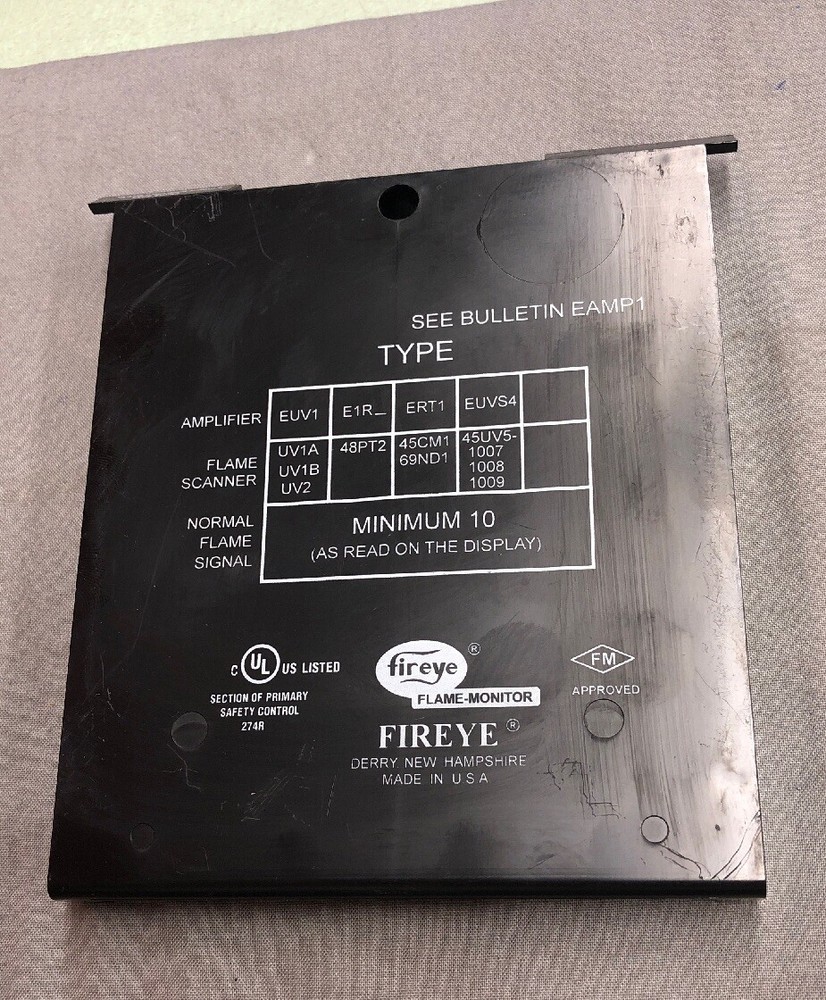 SEE BULLETIN EAMP1
TYPE
AMPLIFIER EUV1 E1R_ ERT1 EUVS4
FLAME SCANNER UV1A UV1B UV2 48PT2 45CM1 69ND1 45UV5- 1007 1008 1009
NORMAL FLAME SIGNAL MINIMUM 10 (AS READ ON THE DISPLAY)
C UL US LISTED
SECTION OF PRIMARY
SAFETY CONTROL
274R
fireye ®
FLAME-MONITOR
FIREYE ®
DERRY NEW HAMPSHIRE
MADE IN U.S.A
FM
APPROVED